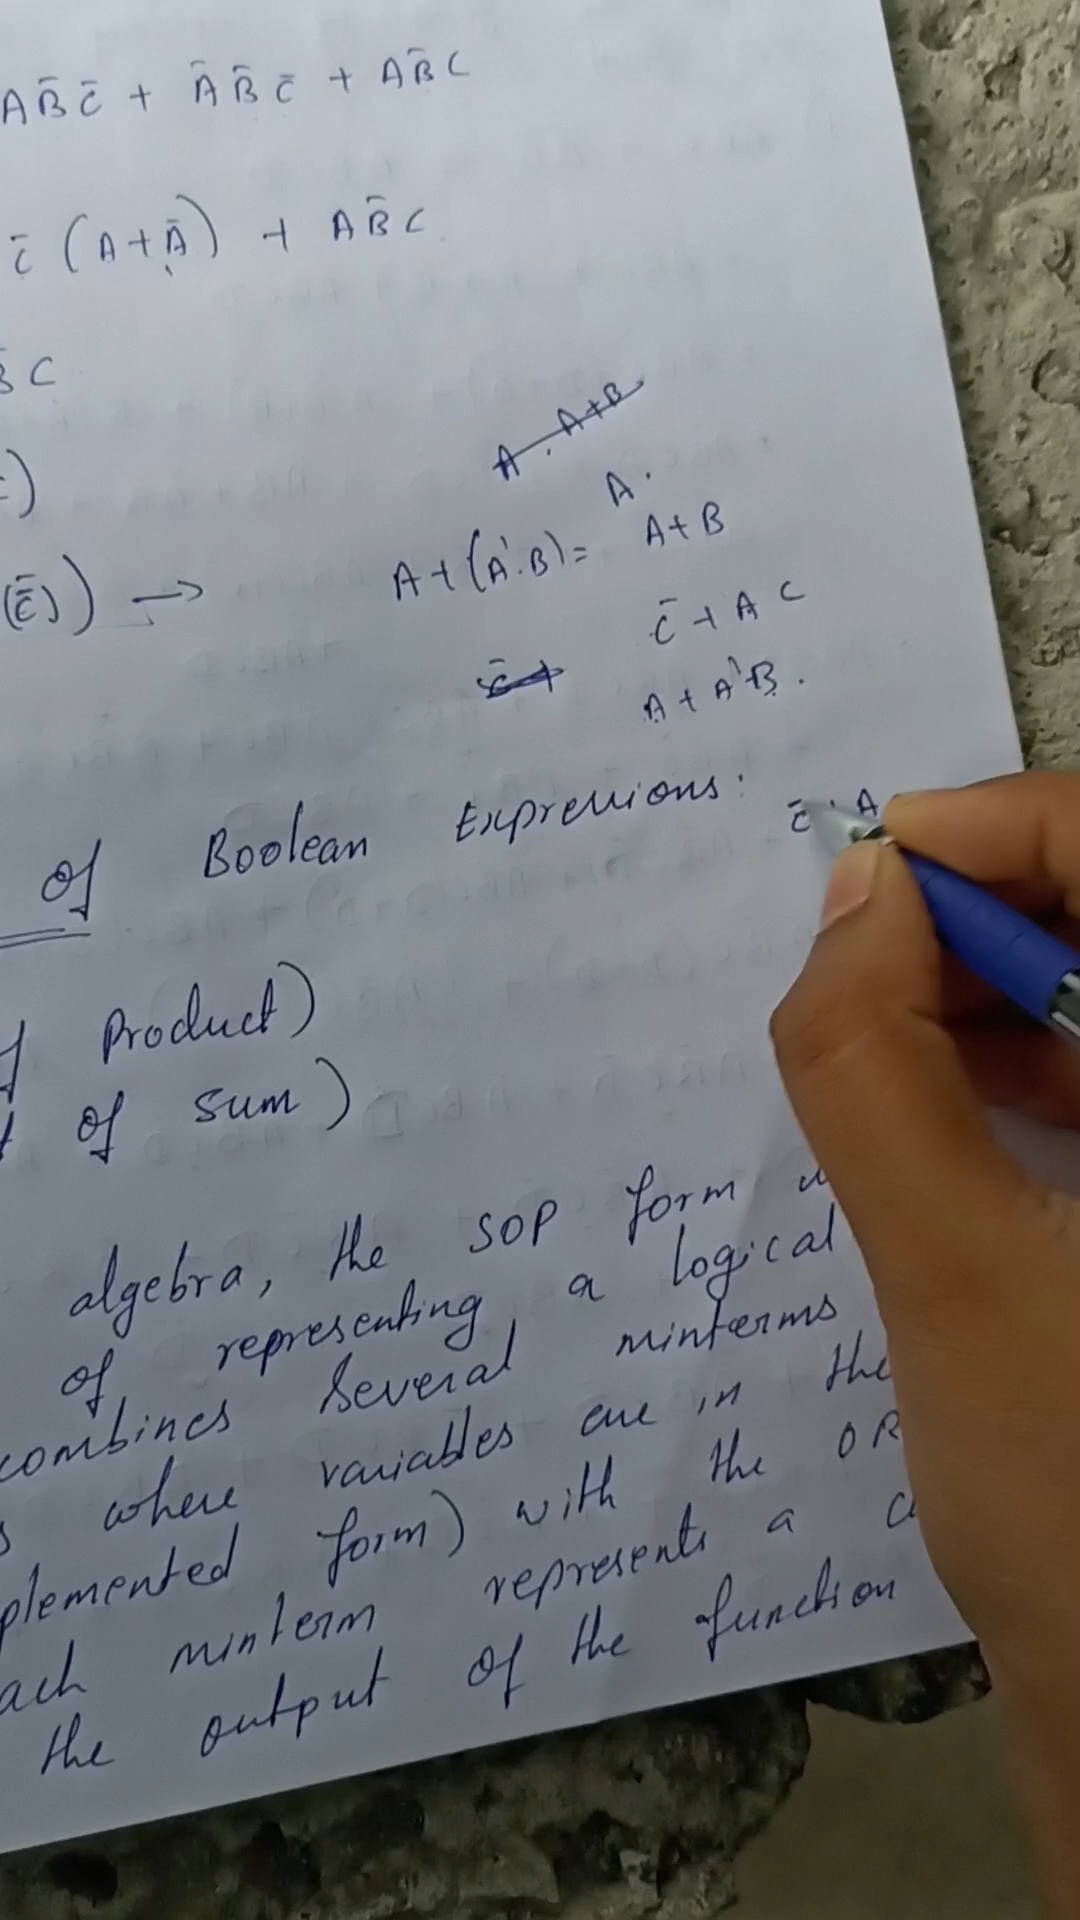 AB̄C̄ + ĀB̄C̄ + AB̄C
C̄ (A+Ā) + AB̄C
B̄C
)
(C̄)) →
A . A+B
A .
A+(A'.B)= A+B
C̄ + AC
C̄+
A + A'B .
of Boolean Expressions : C̄ . A
Product)
of sum)
algebra, the SOP form
of representing a logical
combines several minterms
where variables are in the
plemented form) with the OR
ach minterm represents a
the output of the function